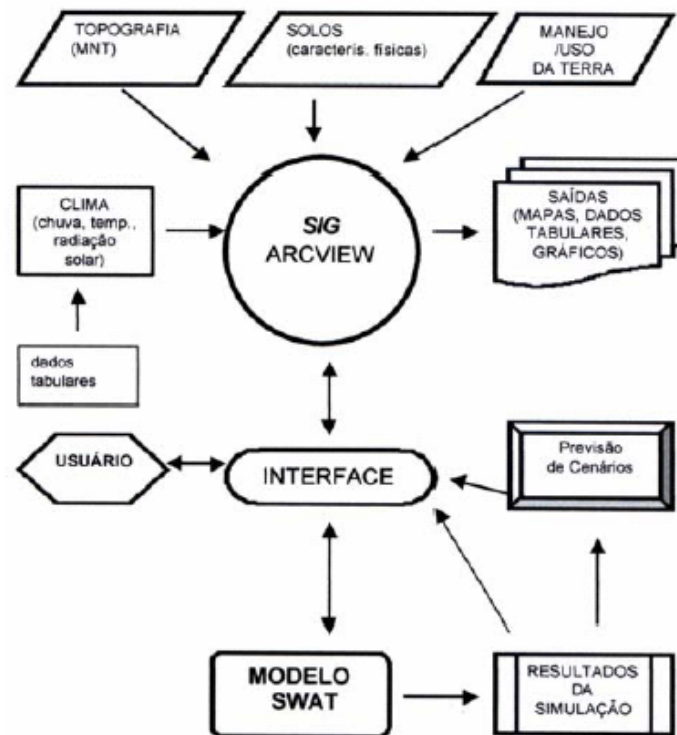 TOPOGRAFIA
(MNT)
SOLOS
(caracterís. físicas)
MANEJO
/USO
DA TERRA
CLIMA
(chuva, temp.,
radiação
solar)
SIG
ARCVIEW
SAÍDAS
(MAPAS, DADOS
TABULARES,
GRÁFICOS)
dados
tabulares
USUÁRIO
INTERFACE
Previsão
de Cenários
MODELO
SWAT
RESULTADOS
DA
SIMULAÇÃO